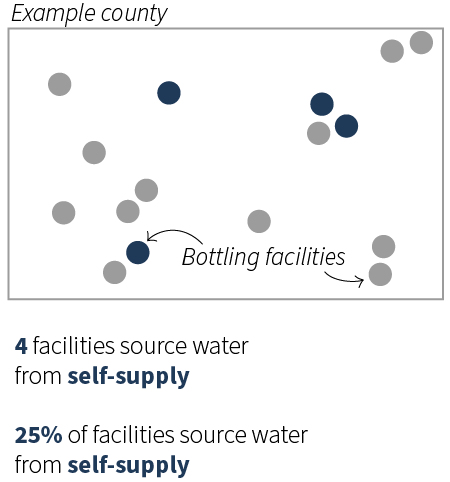 Example county
Bottling facilities
4 facilities source water
from self-supply
25% of facilities source water
from self-supply